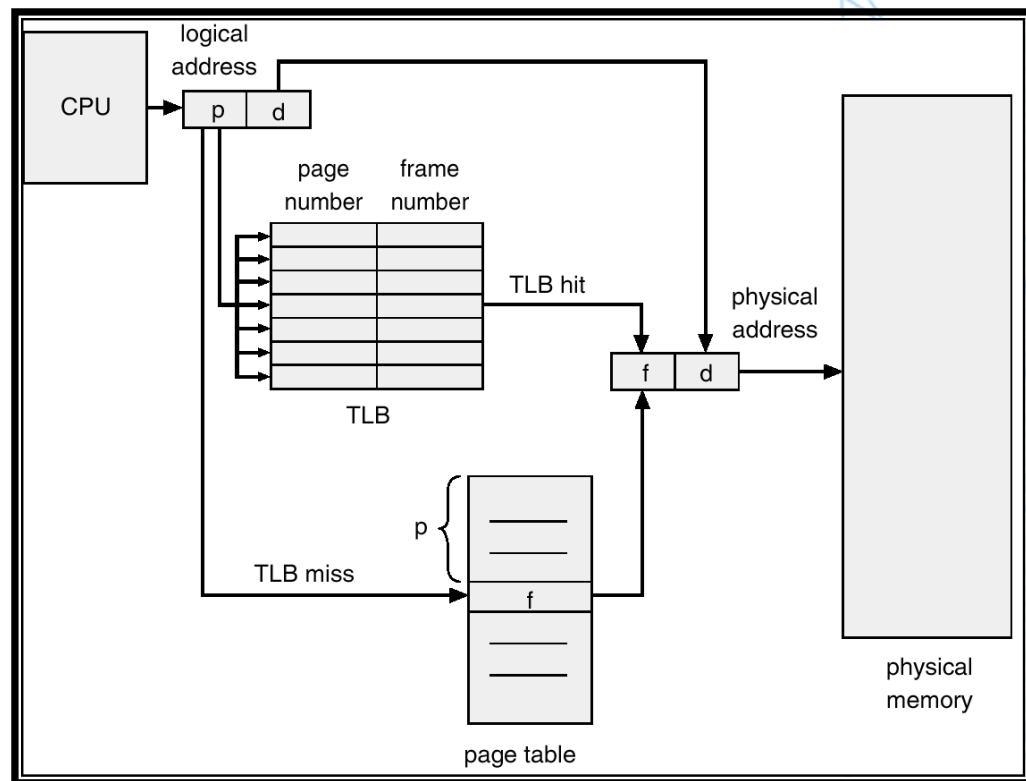 logical
address
CPU
p d
page
number
frame
number
TLB hit
physical
address
f d
TLB
p
TLB miss
f
physical
memory
page table